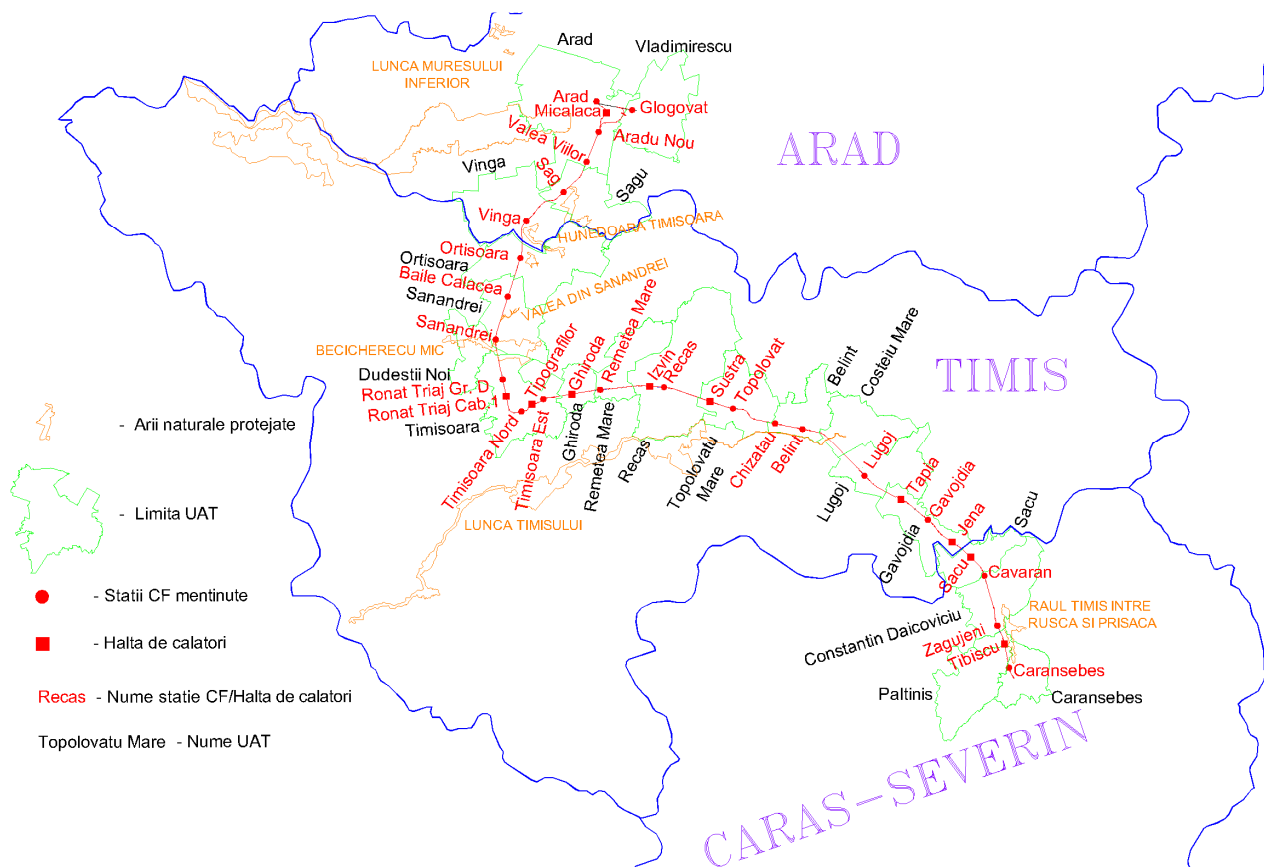 Arad
Vladimirescu
LUNCA MURESULUI
INFERIOR
Arad
Micalaca
Glogovat
Valea Viilor
Aradu Nou
ARAD
Vinga
Sag
Sagu
Vinga
HUNEDOARA TIMISOARA
Ortisoara
Ortisoara
Baile Calacea
Sanandrei
VALEA DIN SANANDREI
Sanandrei
BECICHERECU MIC
Dudestii Noi
Ronat Triaj Gr. D
Ronat Triaj Cab.1
Timisoara
Timisoara Nord
Tipografilor
Timisoara Est
Ghiroda
Ghiroda
Remetea Mare
Remetea Mare
Izvin
Recas
Recas
Sustra
Topolovat
Topolovatu
Mare
Chizatau
Belint
Belint
Costeiu Mare
TIMIS
Lugoj
Lugoj
Tapia
Gavojdia
Gavojdia
Jena
Sacu
Sacu
Cavaran
LUNCA TIMISULUI
RAUL TIMIS INTRE
RUSCA SI PRISACA
Constantin Daicoviciu
Zagujeni
Tibiscu
Caransebes
Paltinis
Caransebes
CARAS-SEVERIN
- Arii naturale protejate
- Limita UAT
- Statii CF mentinute
- Halta de calatori
Recas - Nume statie CF/Halta de calatori
Topolovatu Mare - Nume UAT